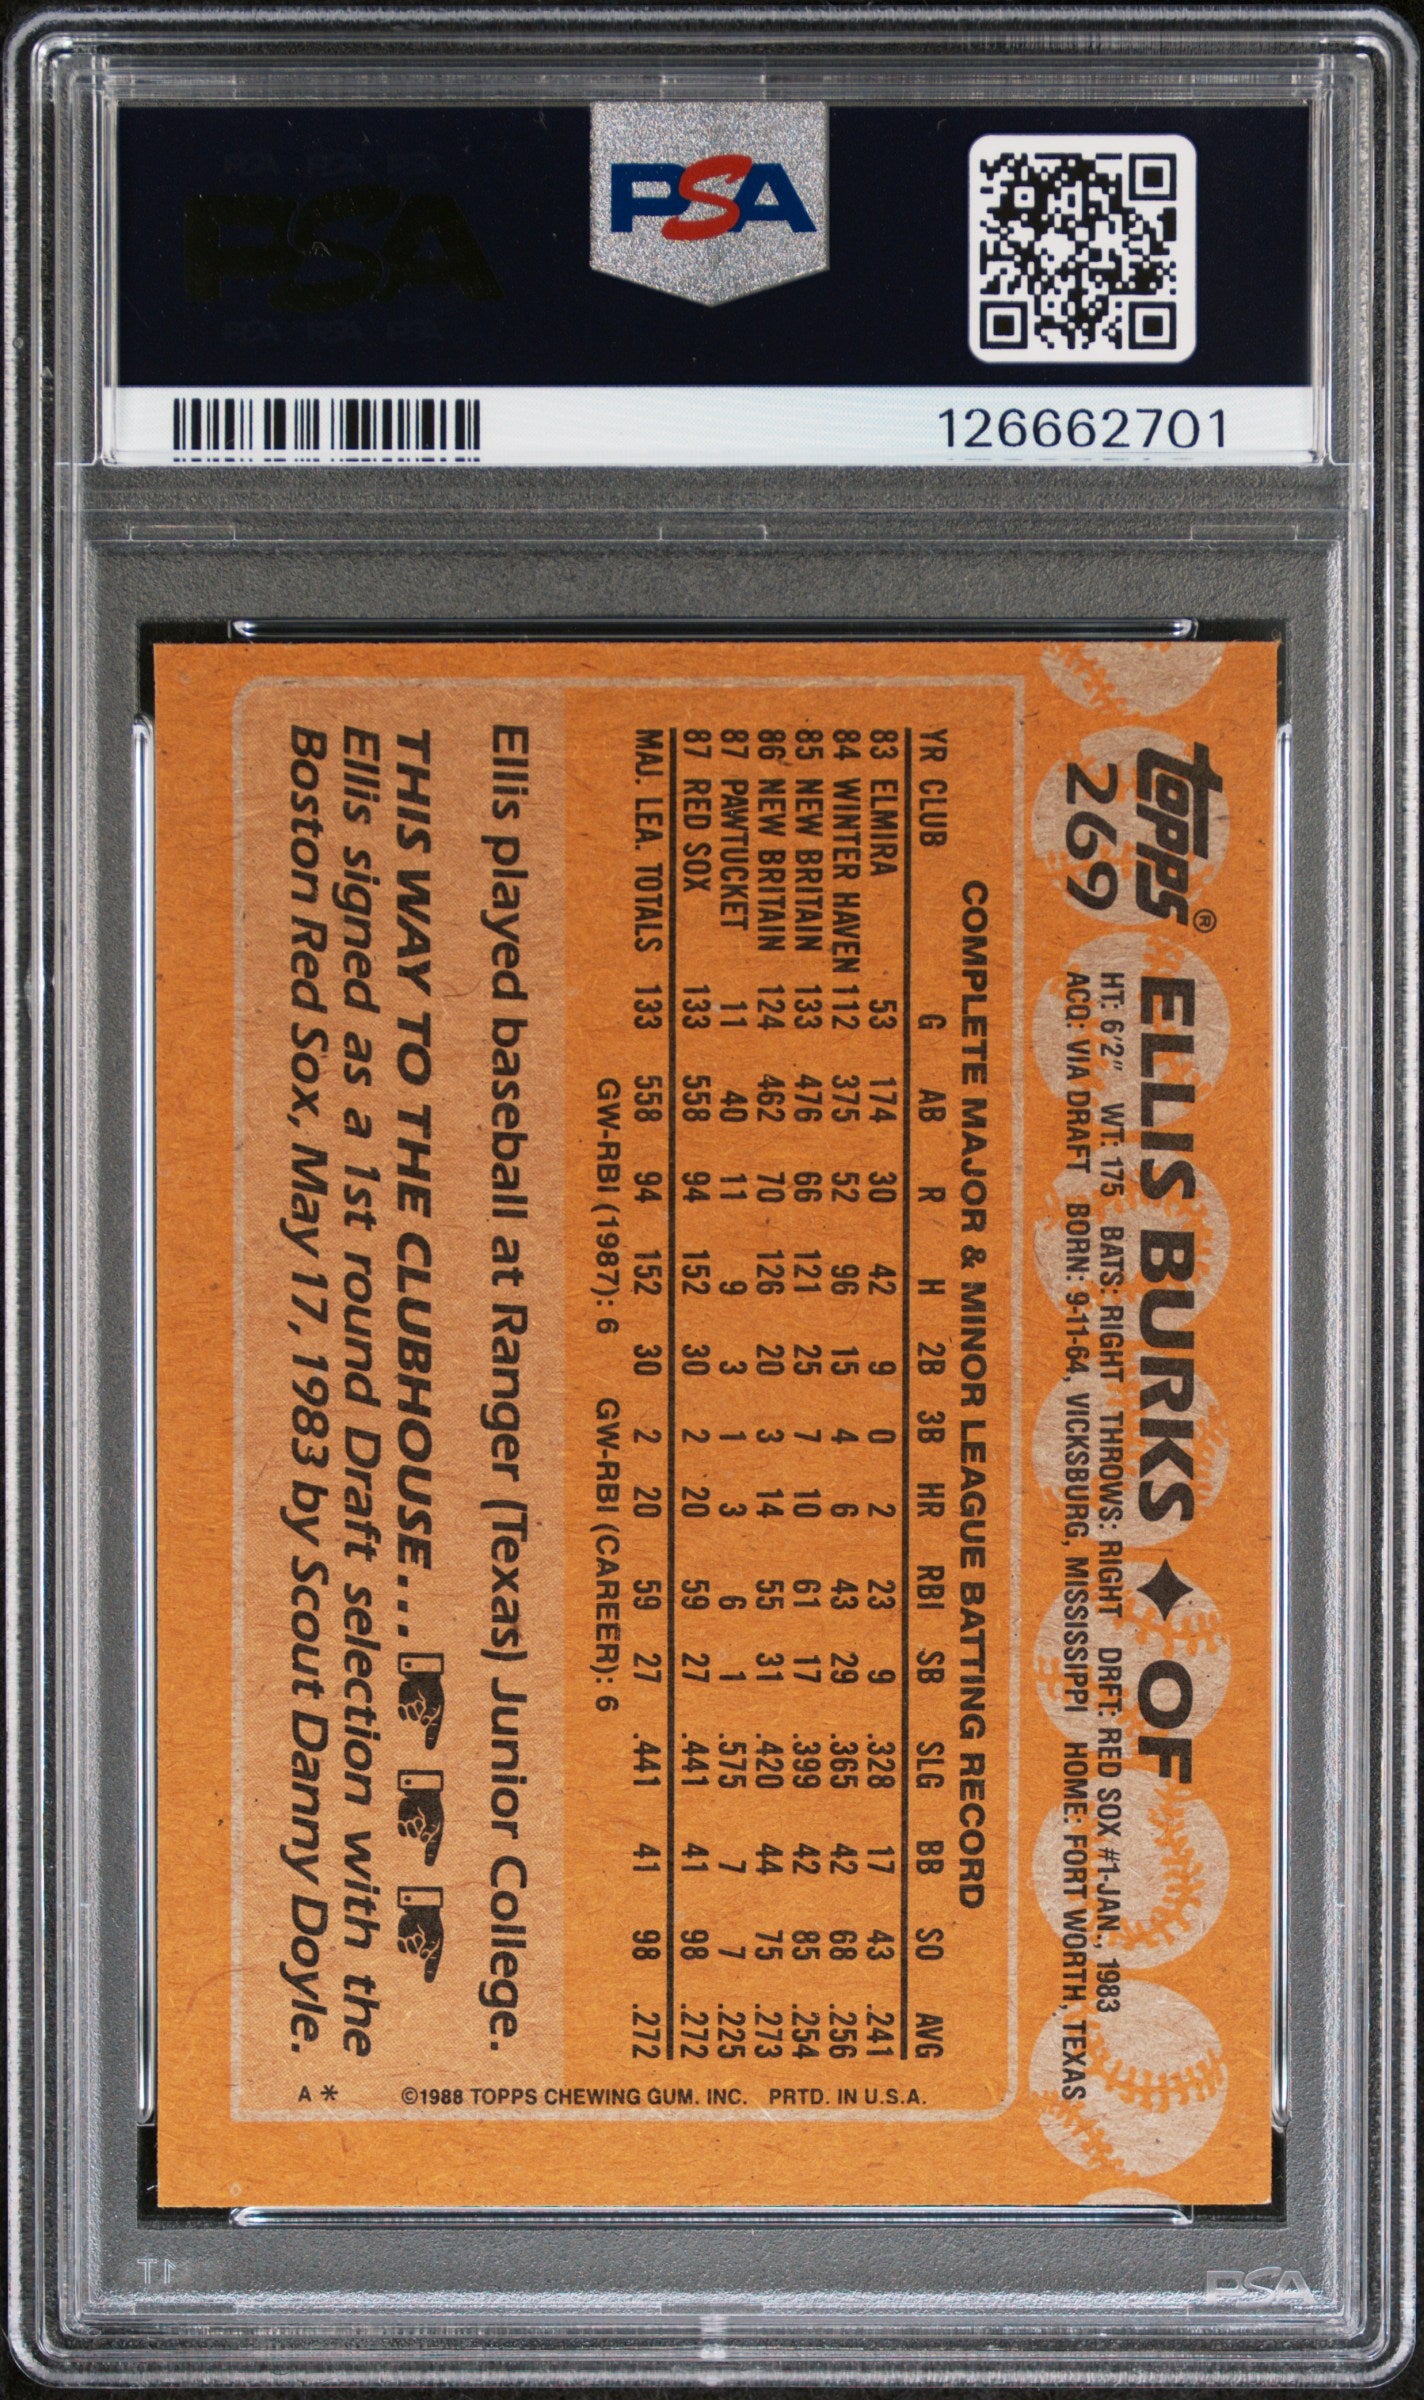 PSA
PSA
126662701
topps®
269
ELLIS BURKS ✦ OF
HT: 6'2" WT: 175 BATS: RIGHT THROWS: RIGHT DRFT: RED SOX #1-JAN., 1983
ACQ: VIA DRAFT BORN: 9-11-64, VICKSBURG, MISSISSIPPI HOME: FORT WORTH, TEXAS
COMPLETE MAJOR & MINOR LEAGUE BATTING RECORD
YR CLUB G AB R H 2B 3B HR RBI SB SLG BB SO AVG
83 ELMIRA 53 174 30 42 9 0 2 23 9 .328 17 43 .241
84 WINTER HAVEN 112 375 52 96 15 4 6 43 29 .365 42 68 .256
85 NEW BRITAIN 133 476 66 121 25 7 10 61 17 .399 42 85 .254
86 NEW BRITAIN 124 462 70 126 20 3 14 55 31 .420 44 75 .273
87 PAWTUCKET 11 40 11 9 3 1 3 6 1 .575 7 7 .225
87 RED SOX 133 558 94 152 30 2 20 59 27 .441 41 98 .272
MAJ. LEA. TOTALS 133 558 94 152 30 2 20 59 27 .441 41 98 .272
GW-RBI (1987): 6 GW-RBI (CAREER): 6
Ellis played baseball at Ranger (Texas) Junior College.
THIS WAY TO THE CLUBHOUSE...
Ellis signed as a 1st round Draft selection with the
Boston Red Sox, May 17, 1983 by Scout Danny Doyle.
©1988 TOPPS CHEWING GUM. INC. PRTD. IN U.S.A.
A*
PSA